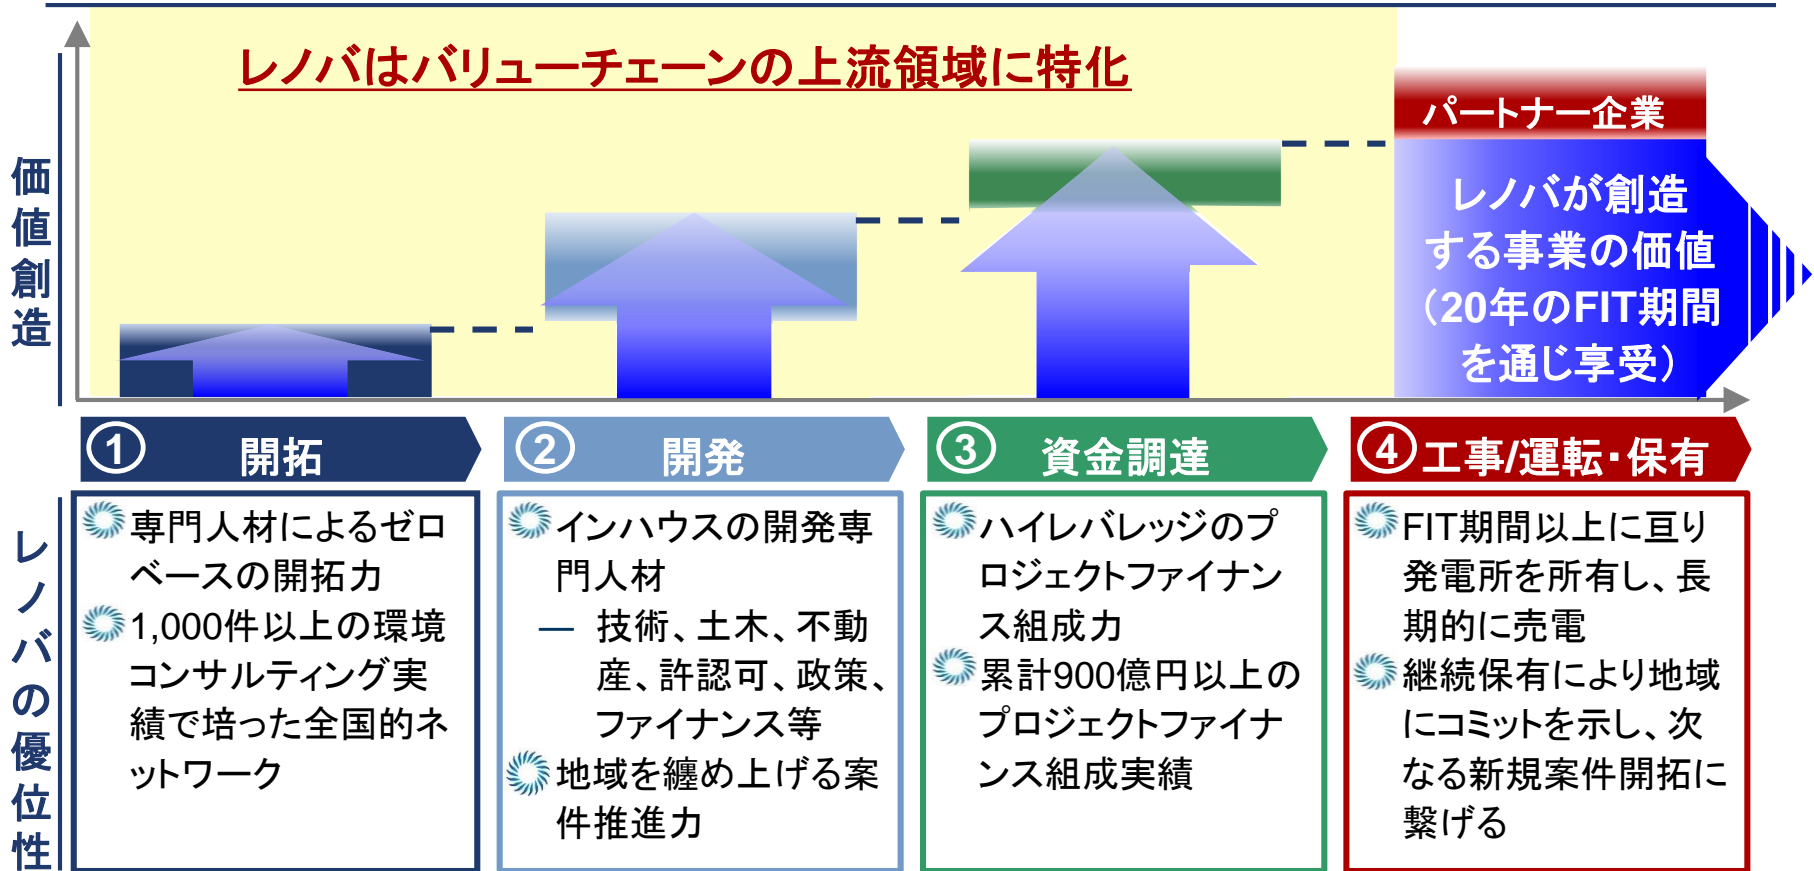 レノバはバリューチェーンの上流領域に特化
価値創造
パートナー企業
レノバが創造
する事業の価値
（20年のFIT期間
を通じ享受）
① 開拓
② 開発
③ 資金調達
④ 工事/運転・保有
レノバの優位性
専門人材によるゼロ
ベースの開拓力
1,000件以上の環境
コンサルティング実
績で培った全国的ネ
ットワーク
インハウスの開発専
門人材
― 技術、土木、不動
産、許認可、政策、
ファイナンス等
地域を纏め上げる案
件推進力
ハイレバレッジのプ
ロジェクトファイナン
ス組成力
累計900億円以上の
プロジェクトファイナ
ンス組成実績
FIT期間以上に亘り
発電所を所有し、長
期的に売電
継続保有により地域
にコミットを示し、次
なる新規案件開拓に
繋げる